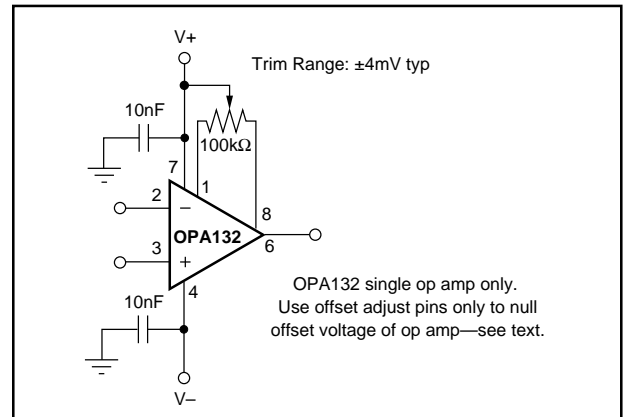 V+
Trim Range: ±4mV typ
10nF
100kΩ
7
1
2
–
8
OPA132
6
3
+
4
10nF
OPA132 single op amp only.
Use offset adjust pins only to null
offset voltage of op amp—see text.
V–